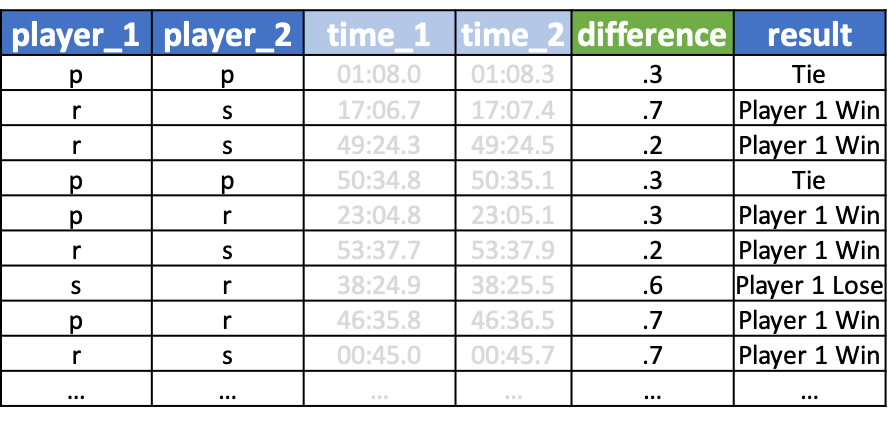 player_1 player_2 time_1 time_2 difference result
p p 01:08.0 01:08.3 .3 Tie
r s 17:06.7 17:07.4 .7 Player 1 Win
r s 49:24.3 49:24.5 .2 Player 1 Win
p p 50:34.8 50:35.1 .3 Tie
p r 23:04.8 23:05.1 .3 Player 1 Win
r s 53:37.7 53:37.9 .2 Player 1 Win
s r 38:24.9 38:25.5 .6 Player 1 Lose
p r 46:35.8 46:36.5 .7 Player 1 Win
r s 00:45.0 00:45.7 .7 Player 1 Win
... ... ... ... ... ...